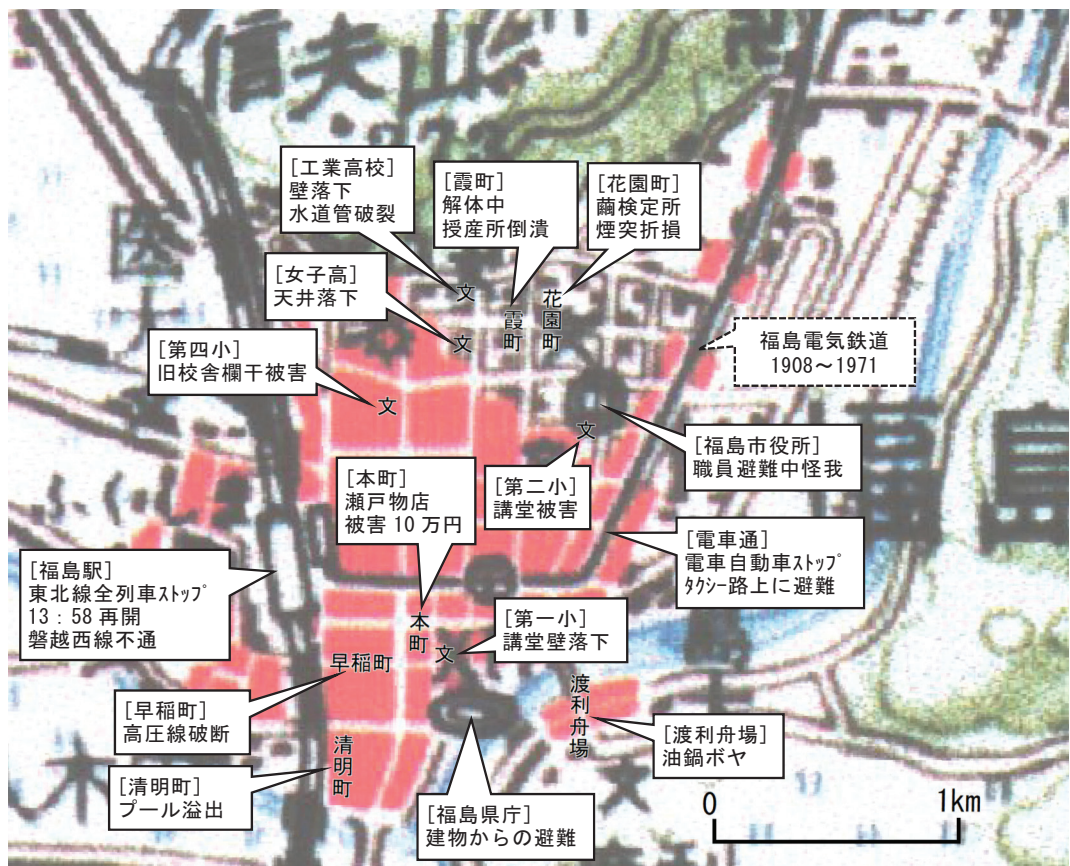 信夫山
[工業高校]
壁落下
水道管破裂
[霞町]
解体中
授産所倒潰
[花園町]
繭検定所
煙突折損
[女子高]
天井落下
文
霞町
花園町
文
福島電気鉄道
1908～1971
[第四小]
旧校舎欄干被害
文
文
[福島市役所]
職員避難中怪我
島
[本町]
瀬戸物店
被害 10 万円
[第二小]
講堂被害
[電車通]
電車自動車ｽﾄｯﾌﾟ
ﾀｸｼｰ路上に避難
[福島駅]
東北線全列車ｽﾄｯﾌﾟ
13：58 再開
磐越西線不通
本町
文
[第一小]
講堂壁落下
早稲町
渡利舟場
[早稲町]
高圧線破断
[渡利舟場]
油鍋ボヤ
清明町
木
[清明町]
プール溢出
[福島県庁]
建物からの避難
0
1km